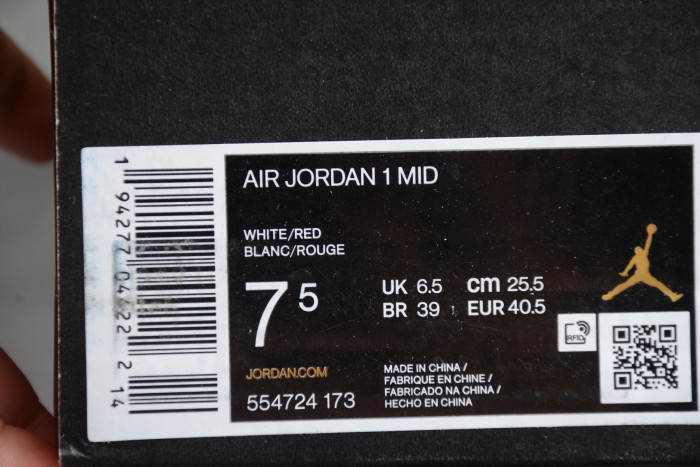 AIR JORDAN 1 MID
WHITE/RED
BLANC/ROUGE
7 5
UK 6.5 cm 25.5
BR 39 EUR 40.5
RFID
JORDAN.COM
554724 173
MADE IN CHINA /
FABRIQUE EN CHINE /
FABRICADO NA CHINA /
HECHO EN CHINA